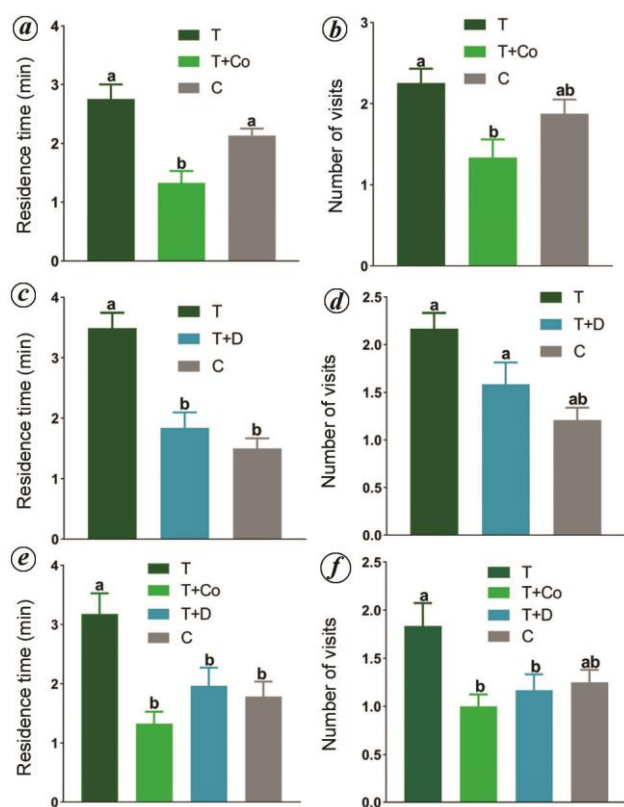 a
Residence time (min)
4
3
2
1
0
a
b
a
T
T+Co
C
b
Number of visits
3
2
1
0
a
b
ab
T
T+Co
C
c
Residence time (min)
4
3
2
1
0
a
b
b
T
T+D
C
d
Number of visits
2.5
2.0
1.5
1.0
0.5
0.0
a
a
ab
T
T+D
C
e
Residence time (min)
4
3
2
1
0
a
b
b
b
T
T+Co
T+D
C
f
Number of visits
2.5
2.0
1.5
1.0
0.5
0.0
a
b
b
ab
T
T+Co
T+D
C